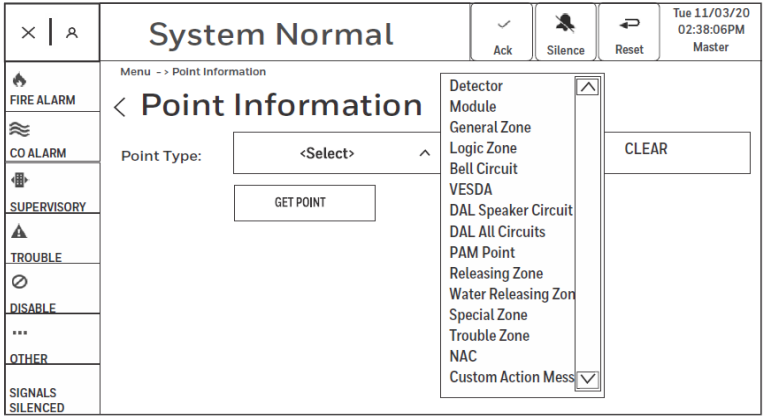 System Normal
Ack
Silence
Reset
Tue 11/03/20
02:38:06PM
Master
Menu -> Point Information
Point Information
FIRE ALARM
CO ALARM
SUPERVISORY
TROUBLE
DISABLE
OTHER
SIGNALS
SILENCED
Point Type:
<Select>
CLEAR
GET POINT
Detector
Module
General Zone
Logic Zone
Bell Circuit
VESDA
DAL Speaker Circuit
DAL All Circuits
PAM Point
Releasing Zone
Water Releasing Zon
Special Zone
Trouble Zone
NAC
Custom Action Mess